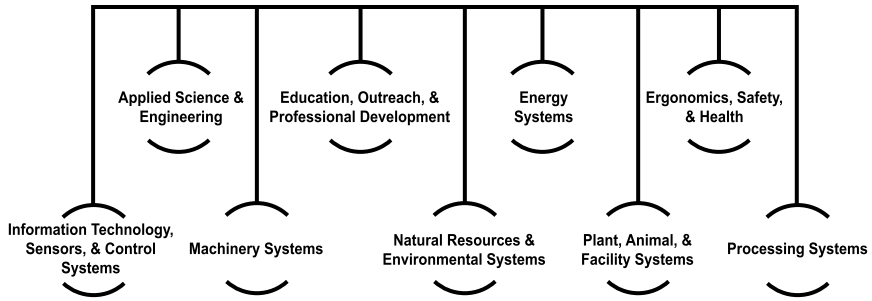 Applied Science &
Engineering
Education, Outreach, &
Professional Development
Energy
Systems
Ergonomics, Safety,
& Health
Information Technology,
Sensors, & Control
Systems
Machinery Systems
Natural Resources &
Environmental Systems
Plant, Animal, &
Facility Systems
Processing Systems